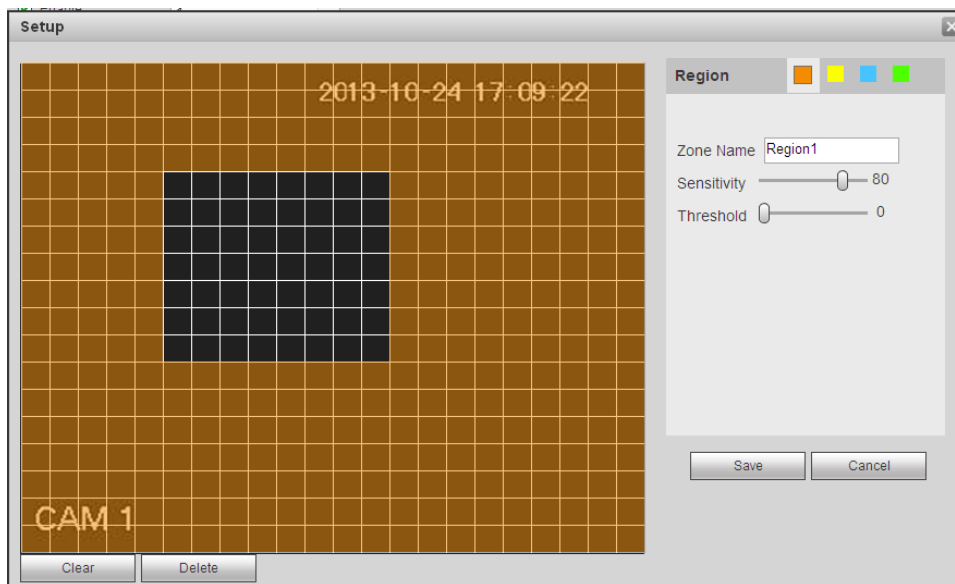 Enable
Setup
2013-10-24 17:09:22
Region
Zone Name Region1
Sensitivity 80
Threshold 0
Save Cancel
CAM 1
Clear Delete